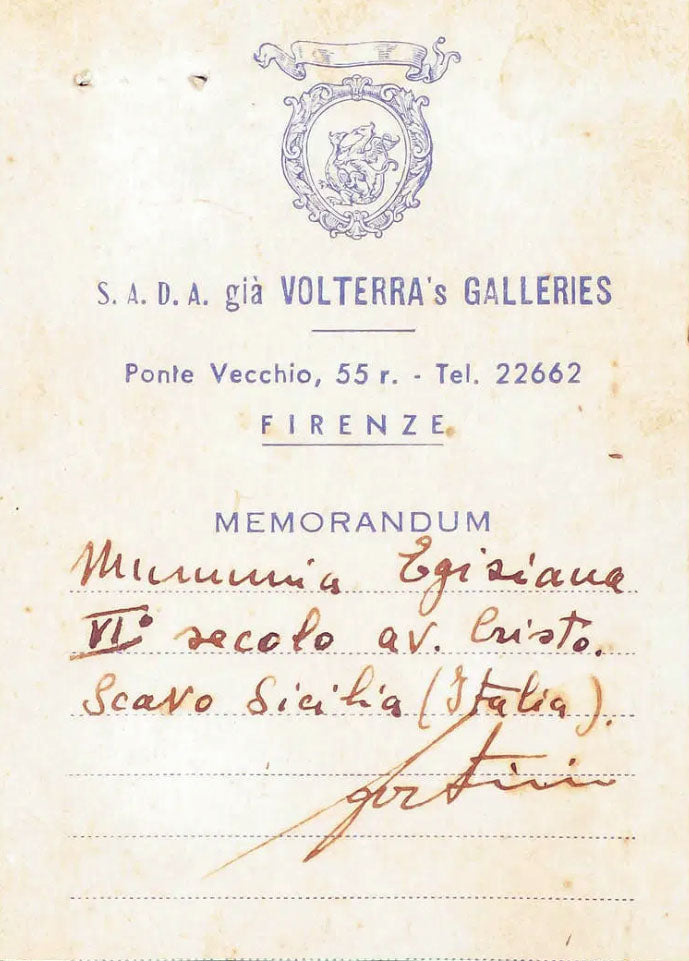 S. A. D. A. già VOLTERRA's GALLERIES
Ponte Vecchio, 55 r. - Tel. 22662
FIRENZE
MEMORANDUM
Mummia Egiziana
VI° secolo av. Cristo.
Scavo Sicilia (Italia).